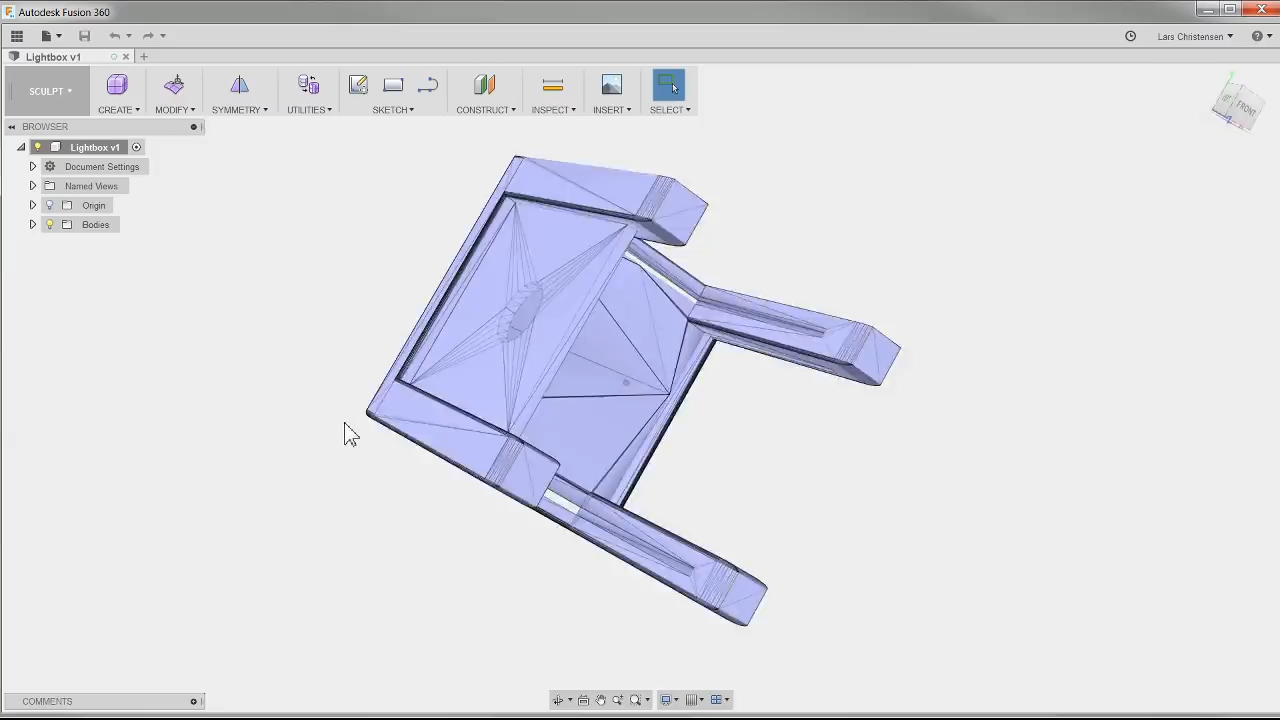 Autodesk Fusion 360
Lars Christensen
Lightbox v1
SCULPT
CREATE
MODIFY
SYMMETRY
UTILITIES
SKETCH
CONSTRUCT
INSPECT
INSERT
SELECT
BROWSER
Lightbox v1
Document Settings
Named Views
Origin
Bodies
FRONT
COMMENTS